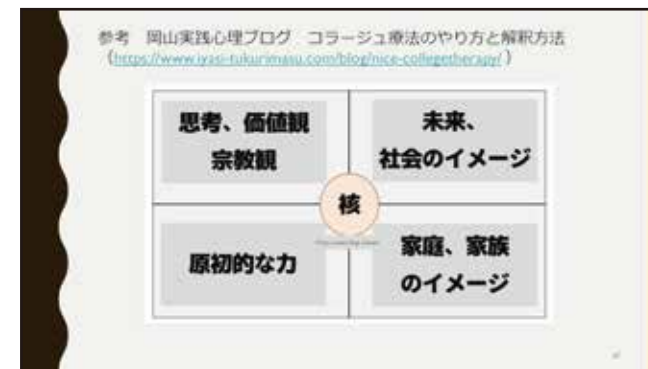 参考　岡山実践心理ブログ　コラージュ療法のやり方と解釈方法
（https://www.iyasi-tukurimasu.com/blog/nice-collegetherapy/）
思考、価値観
宗教観
未来、
社会のイメージ
核
原初的な力
家庭、家族
のイメージ